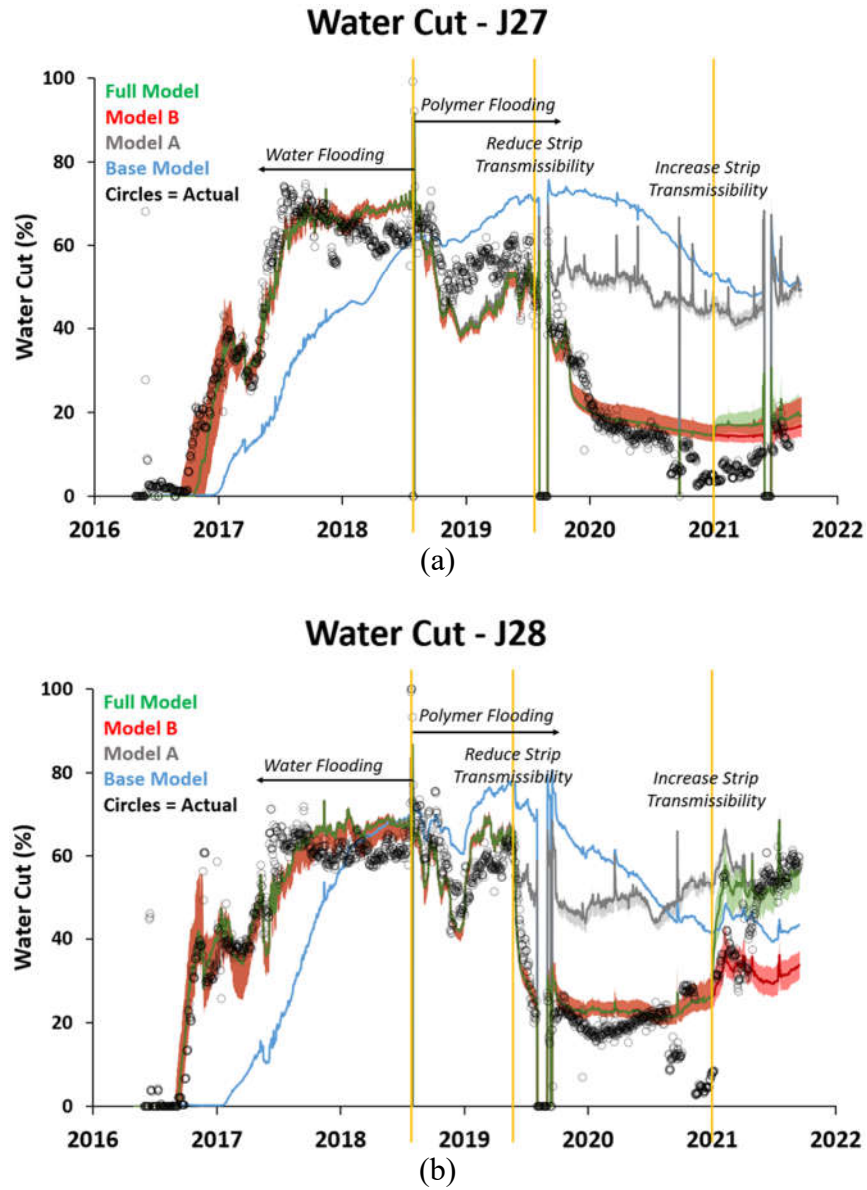 Water Cut - J27
100
80
60
40
20
0
Water Cut (%)
Full Model
Model B
Model A
Base Model
Circles = Actual
Water Flooding
Polymer Flooding
Reduce Strip
Transmissibility
Increase Strip
Transmissibility
2016 2017 2018 2019 2020 2021 2022
(a)
Water Cut - J28
100
80
60
40
20
0
Water Cut (%)
Full Model
Model B
Model A
Base Model
Circles = Actual
Water Flooding
Polymer Flooding
Reduce Strip
Transmissibility
Increase Strip
Transmissibility
2016 2017 2018 2019 2020 2021 2022
(b)